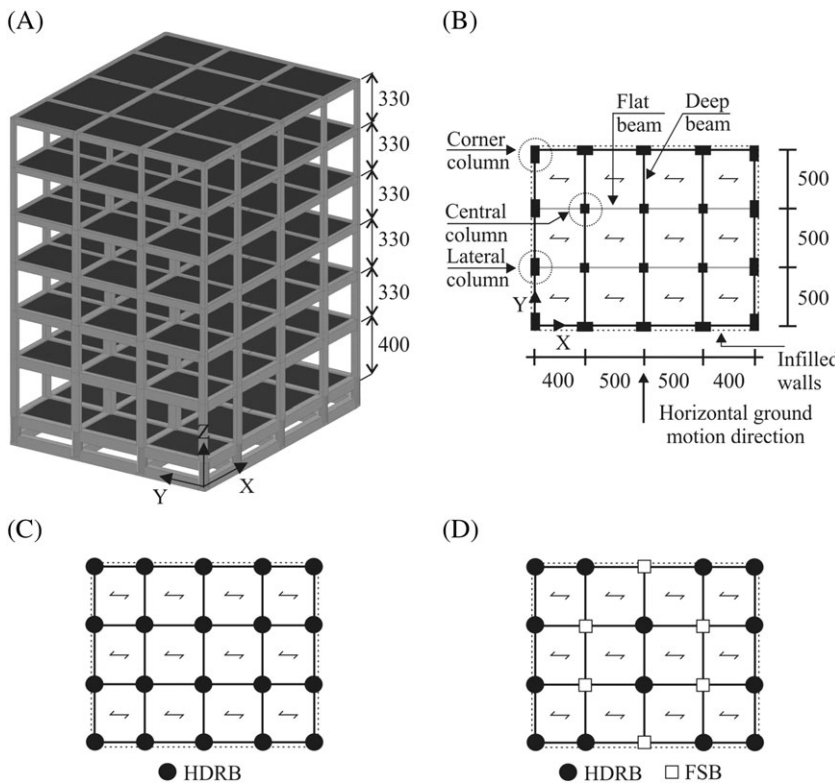 (A)
330
330
330
330
330
400
Z
Y
X
(B)
Flat
beam
Deep
beam
Corner
column
Central
column
Lateral
column
Y
X
500
500
500
400 500 500 400
Infilled
walls
Horizontal ground
motion direction
(C)
HDRB
(D)
HDRB FSB